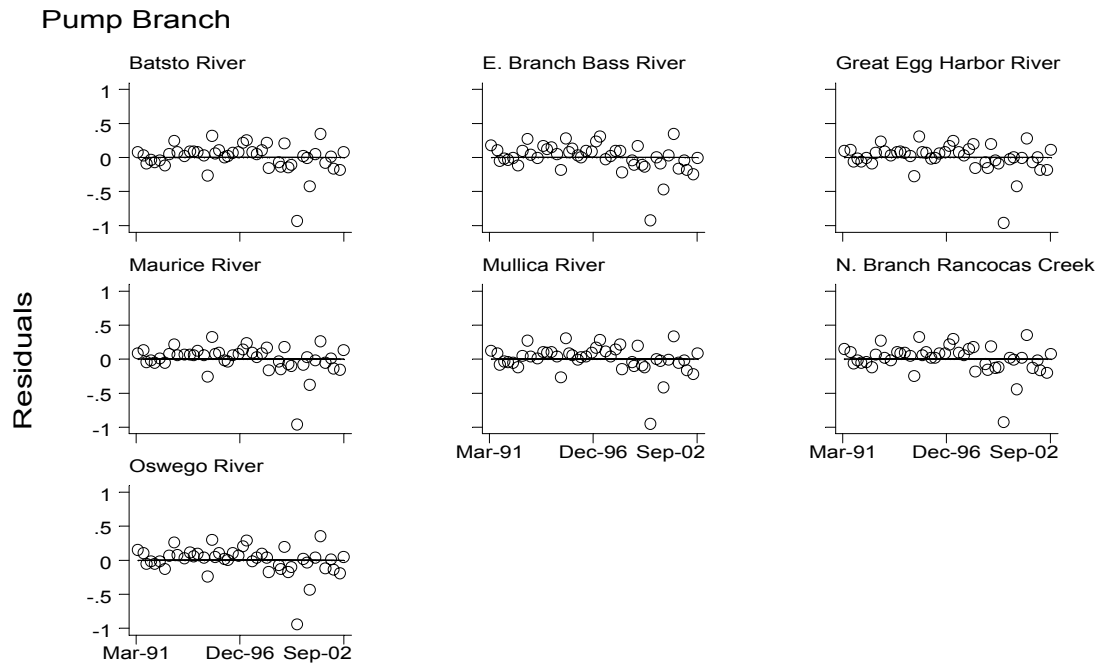 Pump Branch
Batsto River
E. Branch Bass River
Great Egg Harbor River
1
.5
0
-.5
-1
Maurice River
Mullica River
N. Branch Rancocas Creek
Residuals
1
.5
0
-.5
-1
Mar-91 Dec-96 Sep-02
Mar-91 Dec-96 Sep-02
Oswego River
1
.5
0
-.5
-1
Mar-91 Dec-96 Sep-02